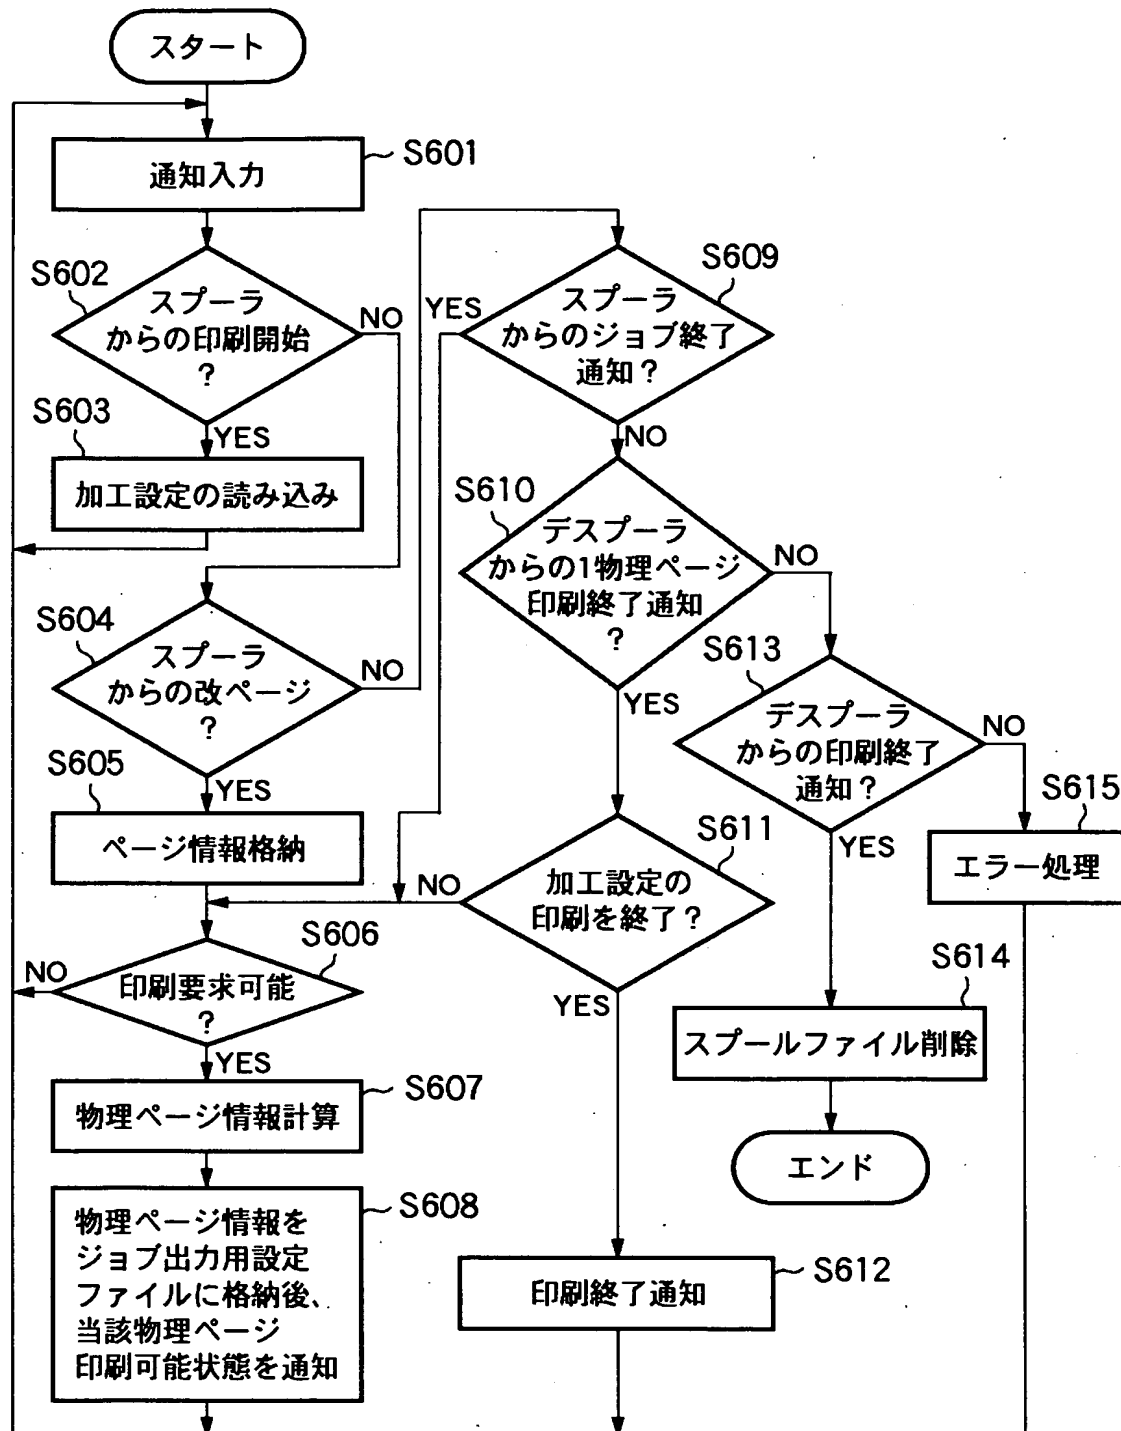 スタート
S601
通知入力
S602
スプーラ
からの印刷開始
?
NO
YES
S603
加工設定の読み込み
S604
スプーラ
からの改ページ
?
NO
YES
S605
ページ情報格納
S606
印刷要求可能
?
NO
YES
S607
物理ページ情報計算
S608
物理ページ情報を
ジョブ出力用設定
ファイルに格納後、
当該物理ページ
印刷可能状態を通知
S609
スプーラ
からのジョブ終了
通知?
YES
NO
S610
デスプーラ
からの1物理ページ
印刷終了通知
?
NO
YES
S611
加工設定の
印刷を終了?
NO
YES
S612
印刷終了通知
S613
デスプーラ
からの印刷終了
通知?
NO
YES
S614
スプールファイル削除
エンド
S615
エラー処理